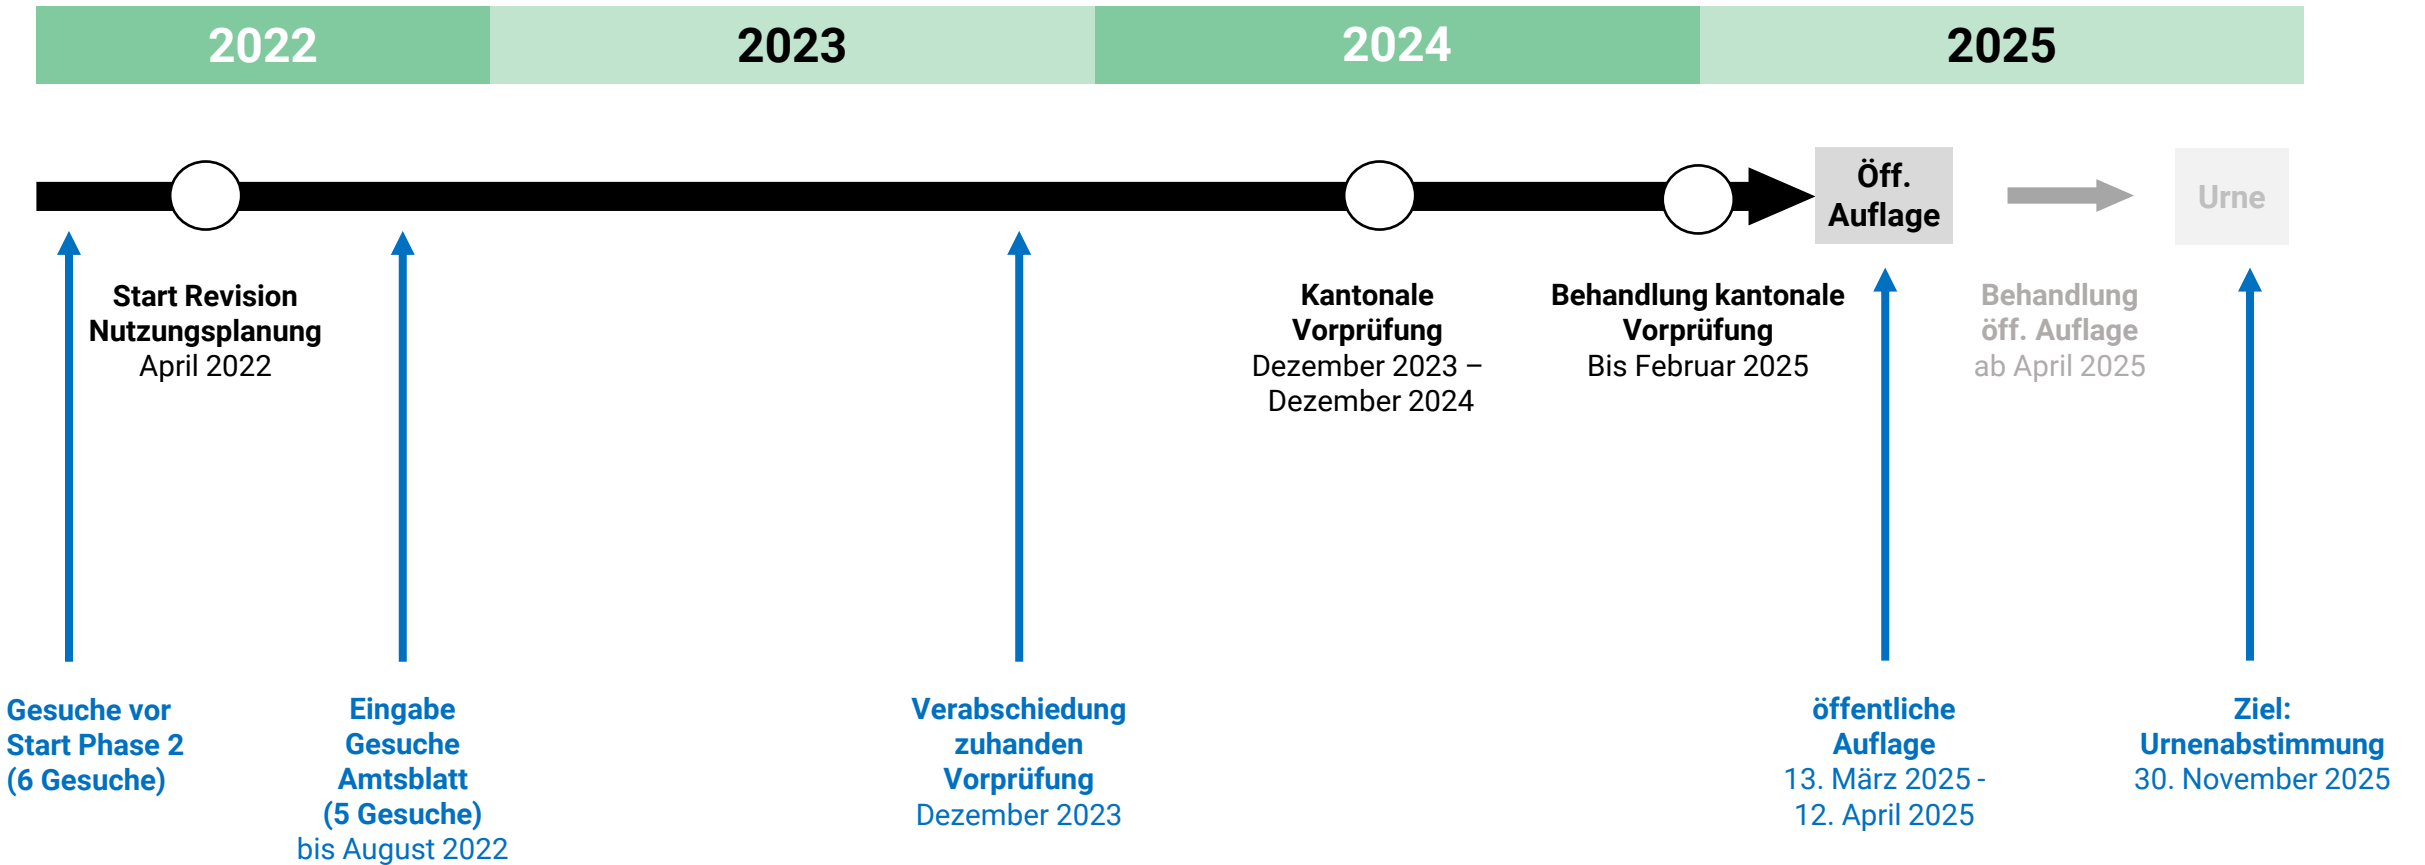 2022
2023
2024
2025
Öff.
Auflage
Urne
Start Revision
Nutzungsplanung
April 2022
Kantonale
Vorprüfung
Dezember 2023 –
Dezember 2024
Behandlung kantonale
Vorprüfung
Bis Februar 2025
Behandlung
öff. Auflage
ab April 2025
Gesuche vor
Start Phase 2
(6 Gesuche)
Eingabe
Gesuche
Amtsblatt
(5 Gesuche)
bis August 2022
Verabschiedung
zuhanden
Vorprüfung
Dezember 2023
öffentliche
Auflage
13. März 2025 -
12. April 2025
Ziel:
Urnenabstimmung
30. November 2025